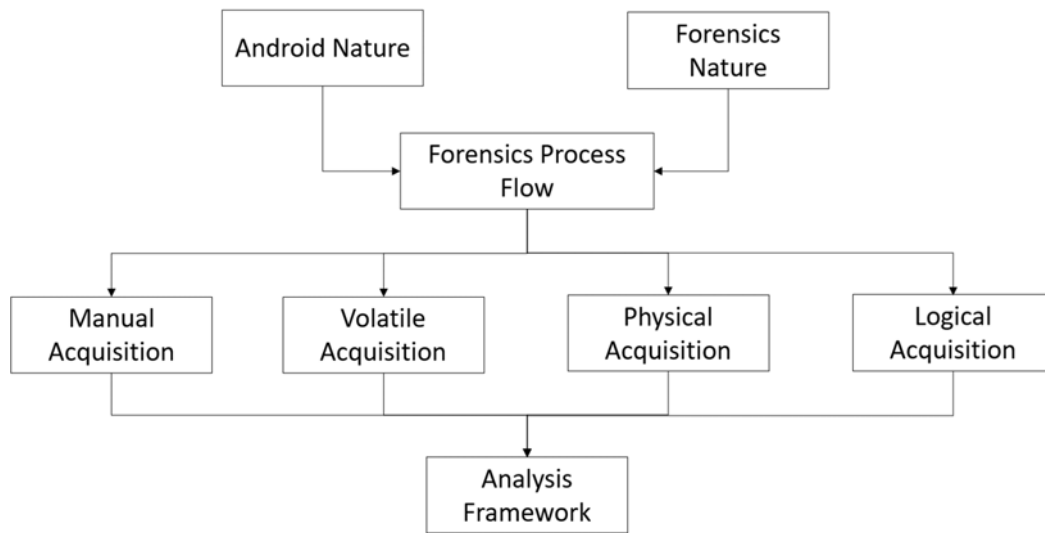 Android Nature
Forensics
Nature
Forensics Process
Flow
Manual
Acquisition
Volatile
Acquisition
Physical
Acquisition
Logical
Acquisition
Analysis
Framework